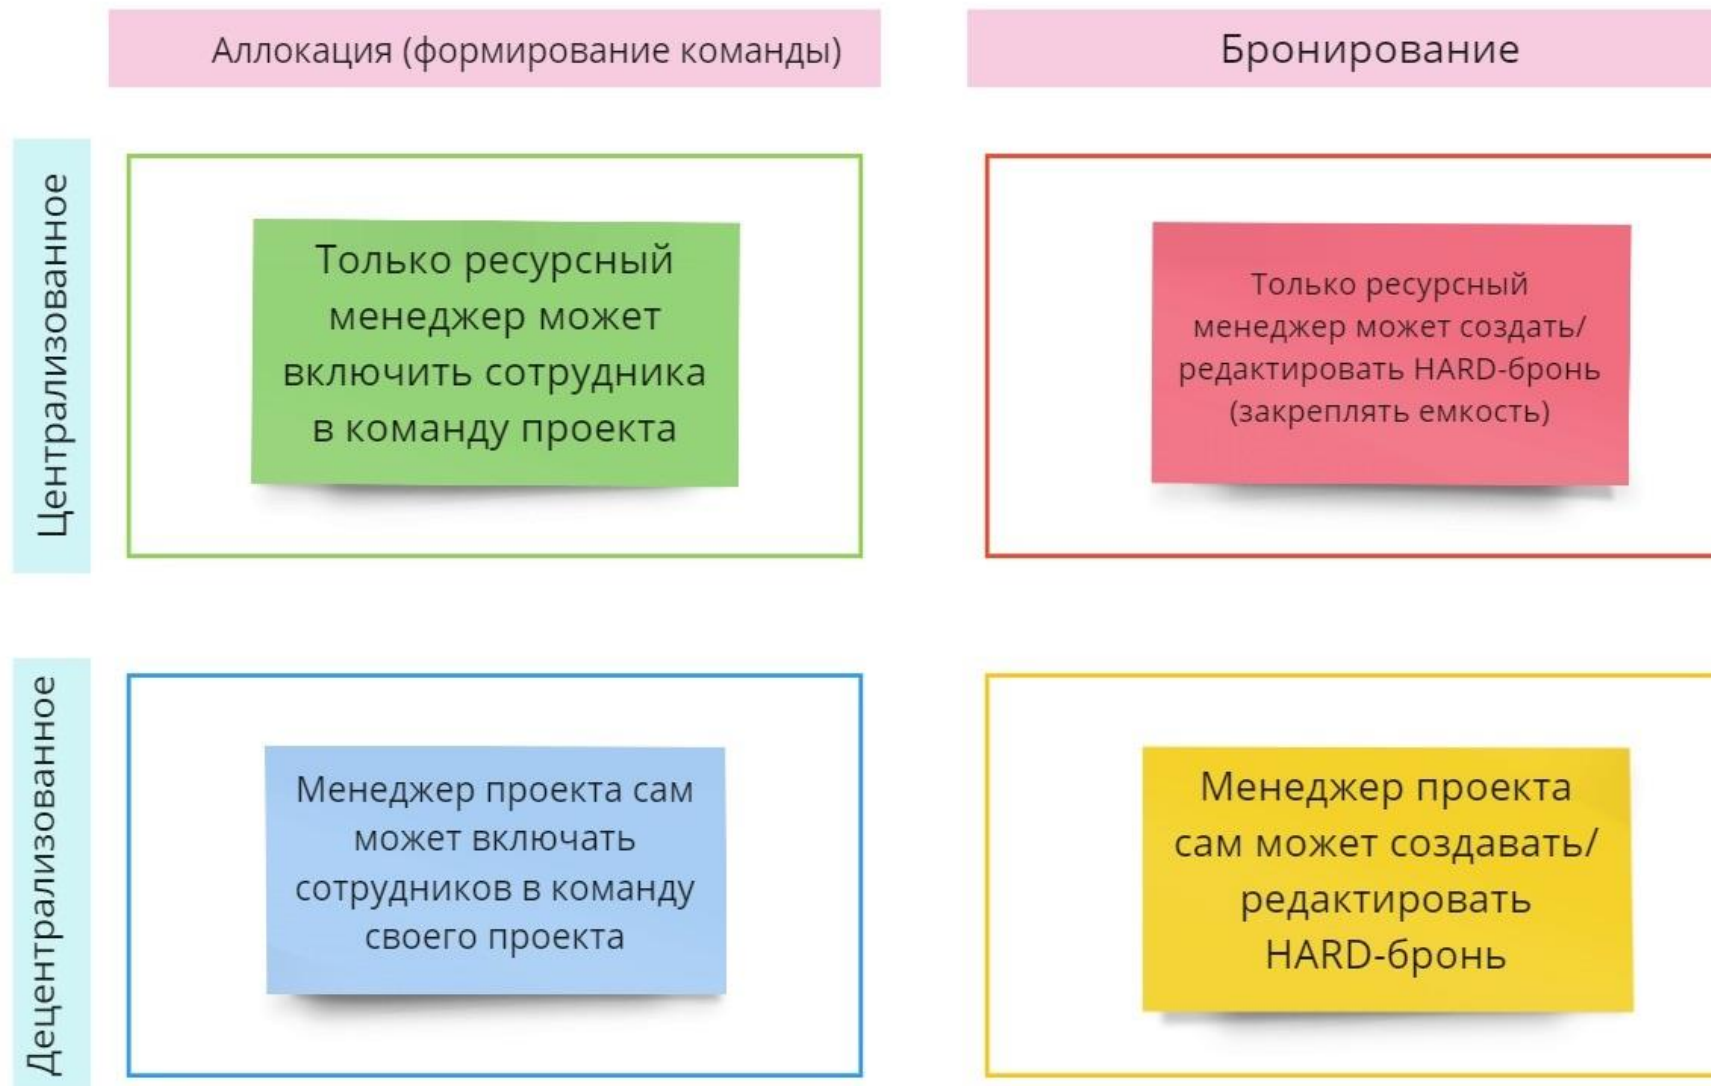 Аллокация (формирование команды)
Бронирование
Централизованное
Только ресурсный
менеджер может
включить сотрудника
в команду проекта
Только ресурсный
менеджер может создать/
редактировать HARD-бронь
(закреплять емкость)
Децентрализованное
Менеджер проекта сам
может включать
сотрудников в команду
своего проекта
Менеджер проекта
сам может создавать/
редактировать
HARD-бронь